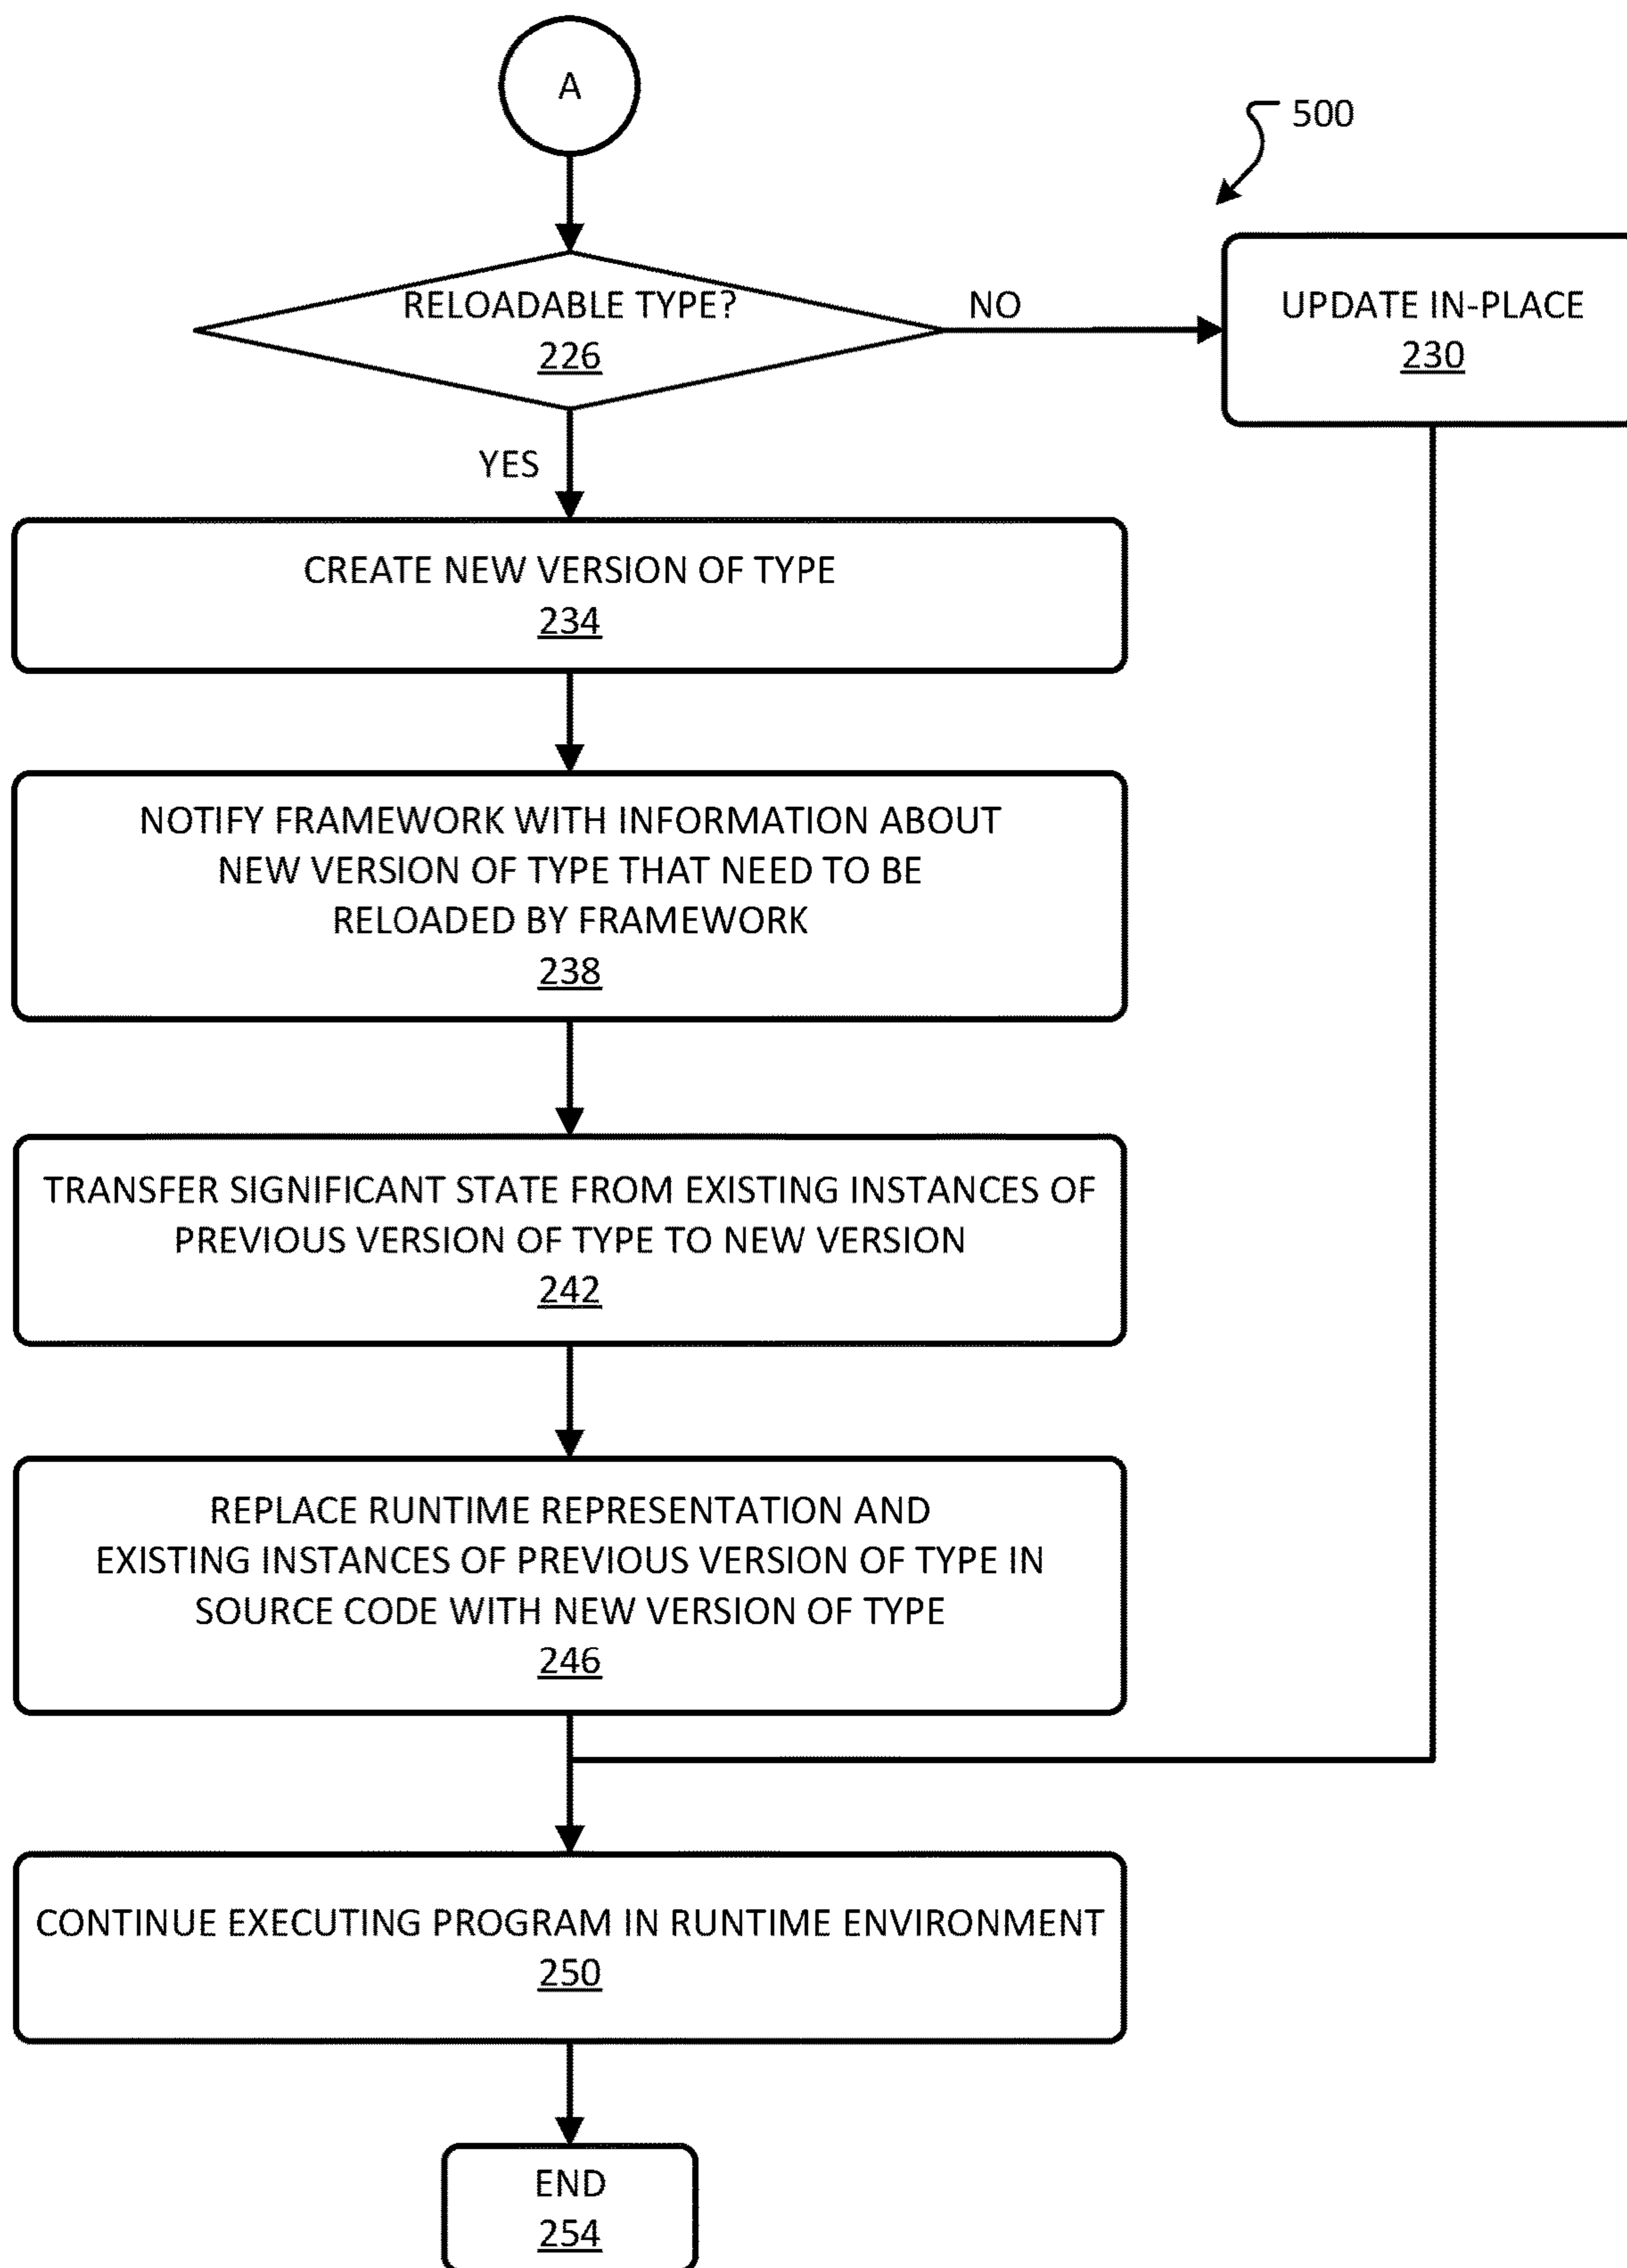 A
500
RELOADABLE TYPE?
226
NO
UPDATE IN-PLACE
230
YES
CREATE NEW VERSION OF TYPE
234
NOTIFY FRAMEWORK WITH INFORMATION ABOUT
NEW VERSION OF TYPE THAT NEED TO BE
RELOADED BY FRAMEWORK
238
TRANSFER SIGNIFICANT STATE FROM EXISTING INSTANCES OF
PREVIOUS VERSION OF TYPE TO NEW VERSION
242
REPLACE RUNTIME REPRESENTATION AND
EXISTING INSTANCES OF PREVIOUS VERSION OF TYPE IN
SOURCE CODE WITH NEW VERSION OF TYPE
246
CONTINUE EXECUTING PROGRAM IN RUNTIME ENVIRONMENT
250
END
254